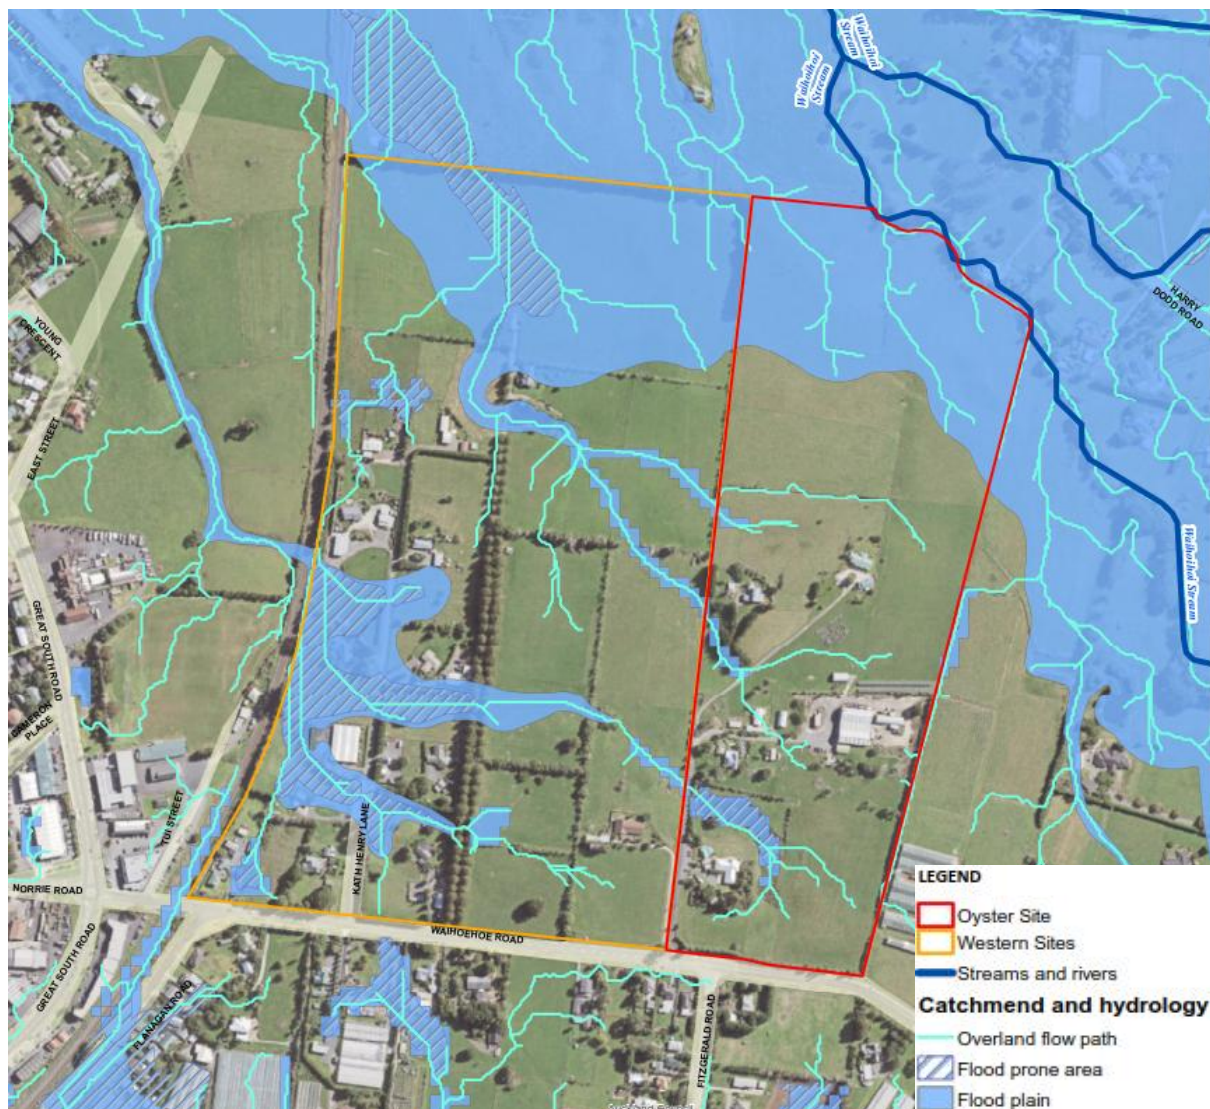 Waihoihoi
Stream
Waihoihoi
Stream
HARRY
DODD ROAD
YOUNG
CRESCENT
EAST STREET
Waihoihoi Stream
GREAT SOUTH ROAD
CAMERON
PLACE
TUI STREET
KATH HENRY LANE
NORRIE ROAD
WAIHOEHOE ROAD
GREAT SOUTH ROAD
FLANAGAN ROAD
FITZGERALD ROAD
LEGEND
Oyster Site
Western Sites
Streams and rivers
Catchmend and hydrology
Overland flow path
Flood prone area
Flood plain